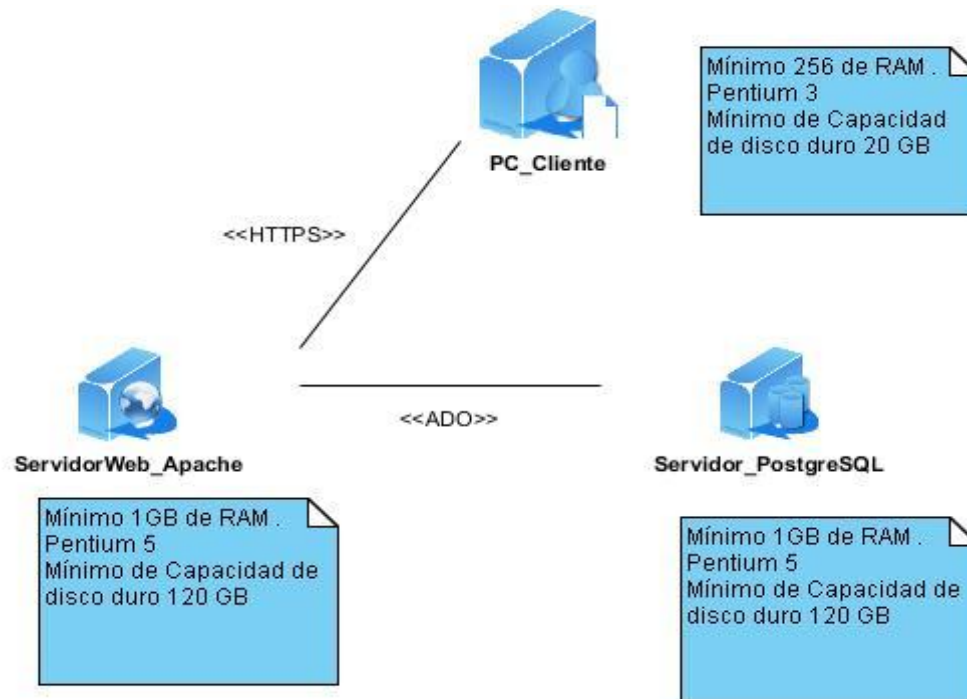 Mínimo 256 de RAM .
Pentium 3
Mínimo de Capacidad
de disco duro 20 GB
PC_Cliente
<<HTTPS>>
<<ADO>>
ServidorWeb_Apache
Servidor_PostgreSQL
Mínimo 1GB de RAM .
Pentium 5
Mínimo de Capacidad de
disco duro 120 GB
Mínimo 1GB de RAM .
Pentium 5
Mínimo de Capacidad de
disco duro 120 GB